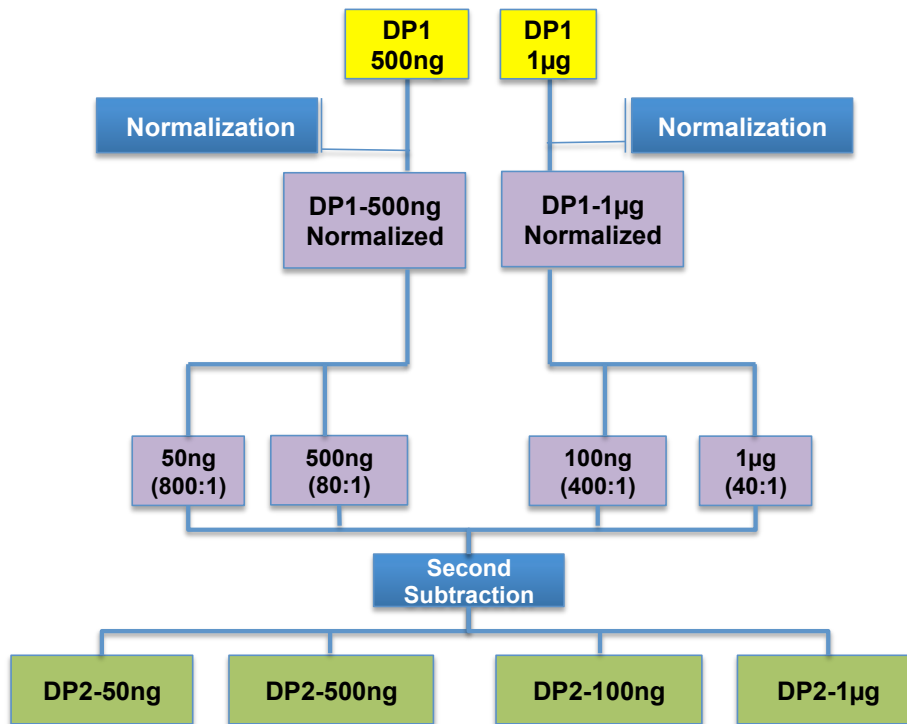 DP1
500ng
DP1
1µg
Normalization
Normalization
DP1-500ng
Normalized
DP1-1µg
Normalized
50ng
(800:1)
500ng
(80:1)
100ng
(400:1)
1µg
(40:1)
Second
Subtraction
DP2-50ng
DP2-500ng
DP2-100ng
DP2-1µg